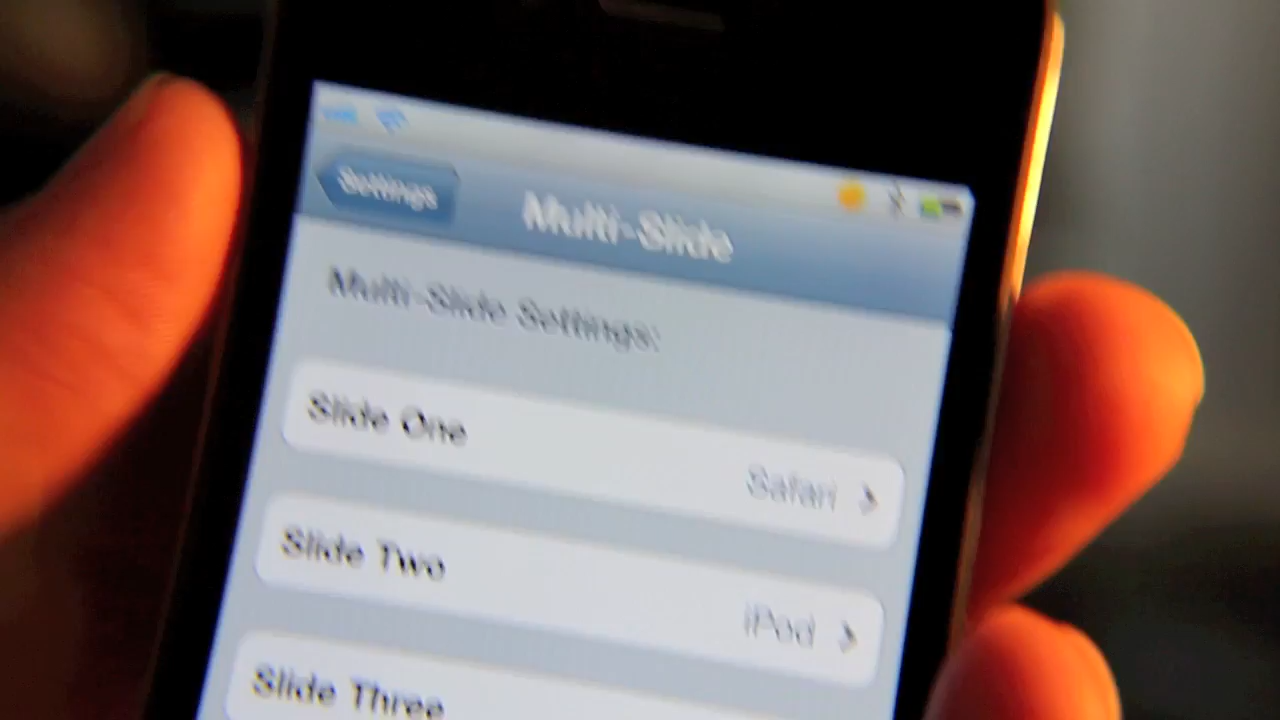 Settings
Multi-Slide
Multi-Slide Settings:
Slide One
Safari
Slide Two
iPod
Slide Three